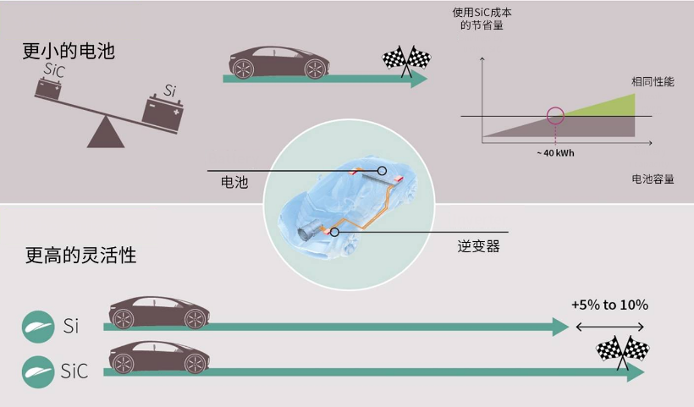 使用SiC成本
的节省量
更小的电池
SiC
Si
相同性能
~ 40 kWh
电池容量
电池
逆变器
更高的灵活性
+5% to 10%
Si
SiC